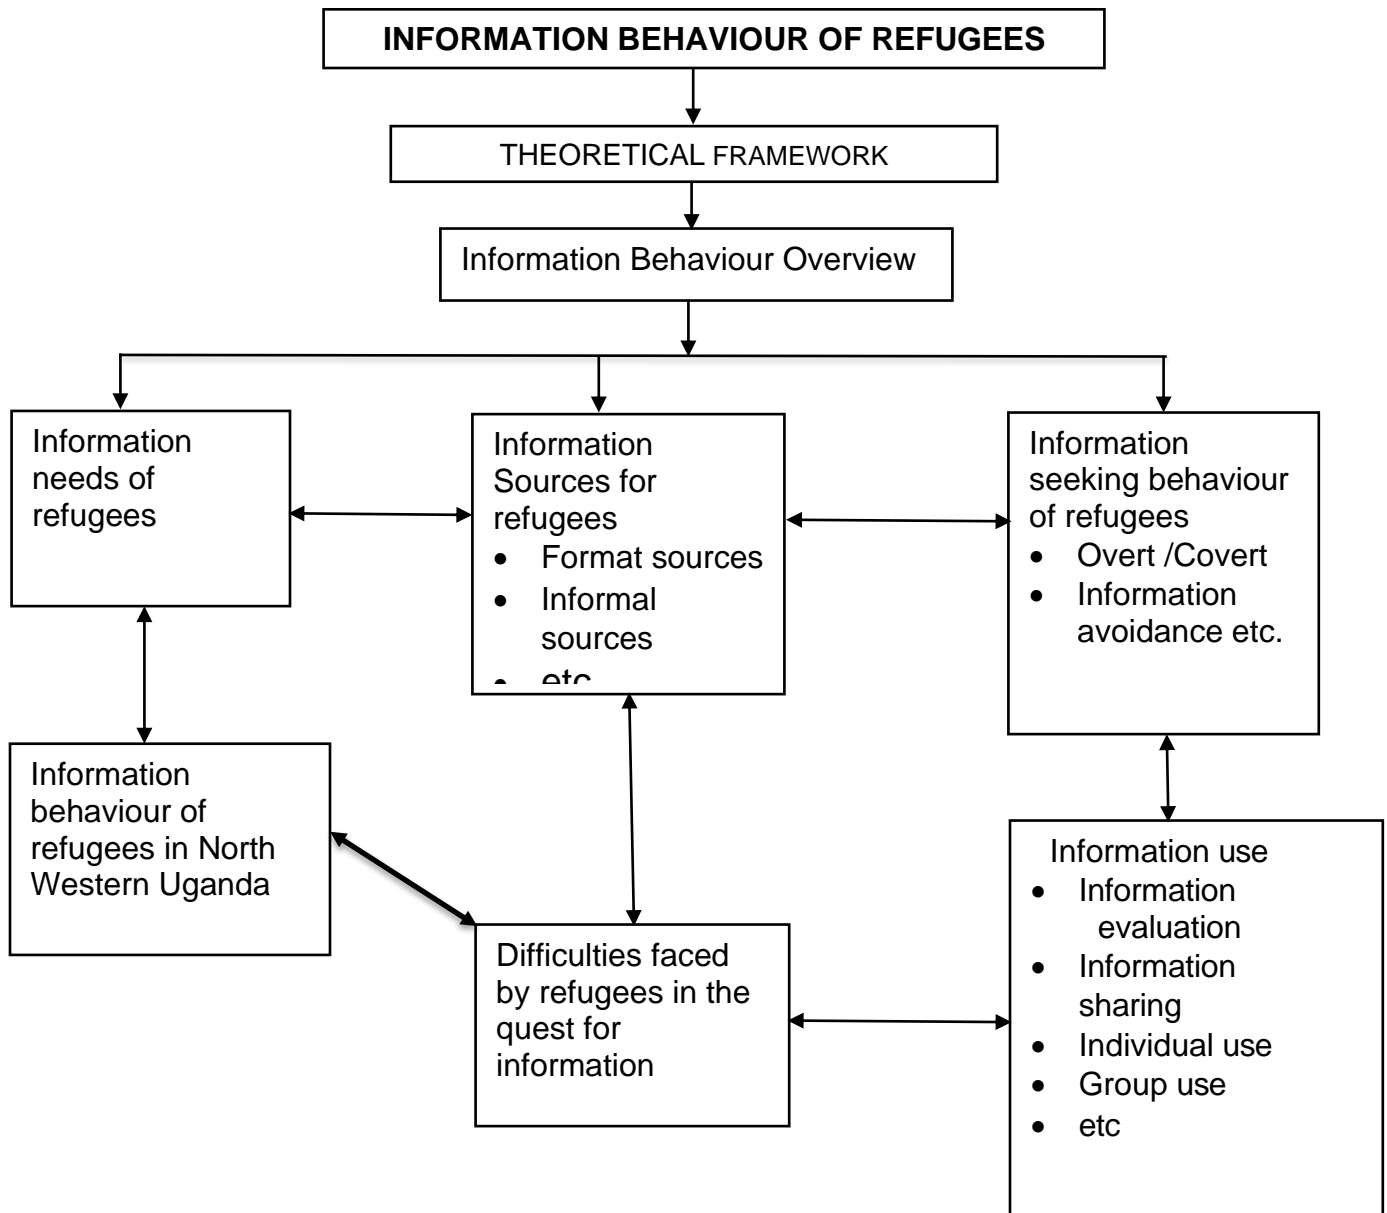 INFORMATION BEHAVIOUR OF REFUGEES
THEORETICAL FRAMEWORK
Information Behaviour Overview
Information
needs of
refugees
Information
Sources for
refugees
• Format sources
• Informal
sources
• etc
Information
seeking behaviour
of refugees
• Overt /Covert
• Information
avoidance etc.
Information
behaviour of
refugees in North
Western Uganda
Difficulties faced
by refugees in the
quest for
information
Information use
• Information
evaluation
• Information
sharing
• Individual use
• Group use
• etc